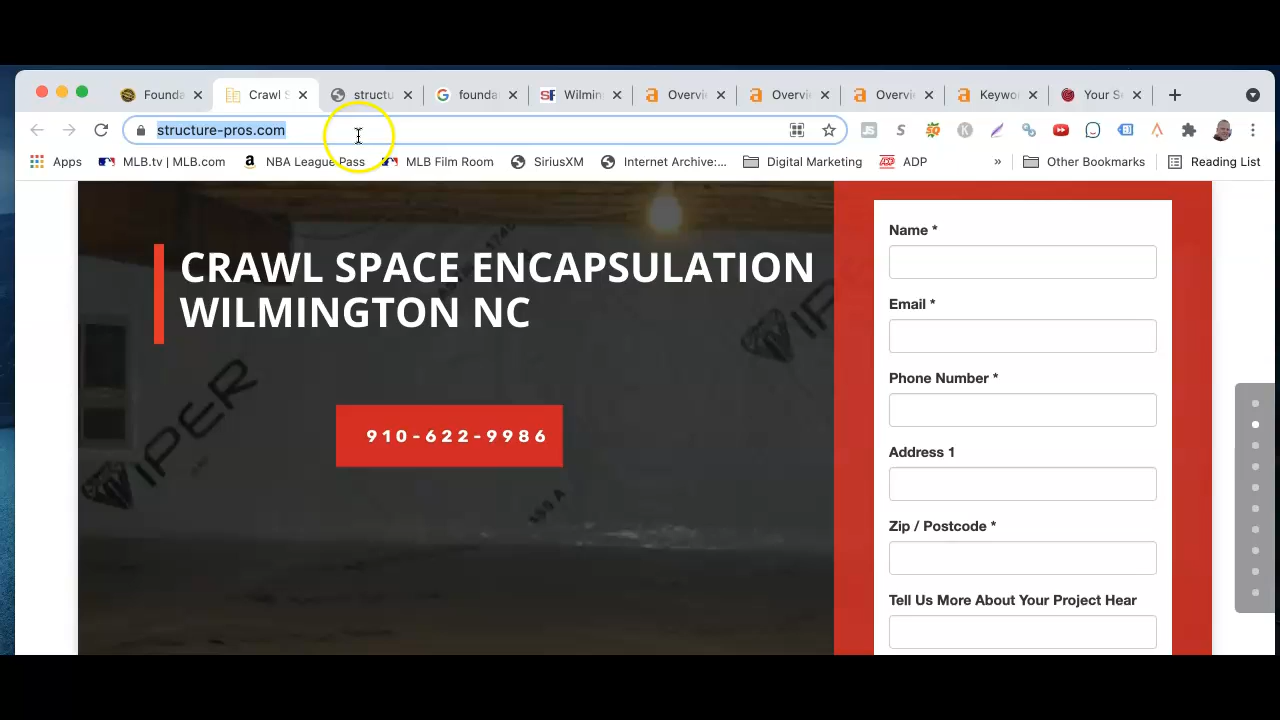 Founda
Crawl S
structu
founda
Wilmin
Overvi
Overvi
Overvi
Keywo
Your Se
structure-pros.com
Apps
MLB.tv | MLB.com
NBA League Pass
MLB Film Room
SiriusXM
Internet Archive:...
Digital Marketing
ADP
»
Other Bookmarks
Reading List
CRAWL SPACE ENCAPSULATION
WILMINGTON NC
910-622-9986
VIPER
Name *
Email *
Phone Number *
Address 1
Zip / Postcode *
Tell Us More About Your Project Hear